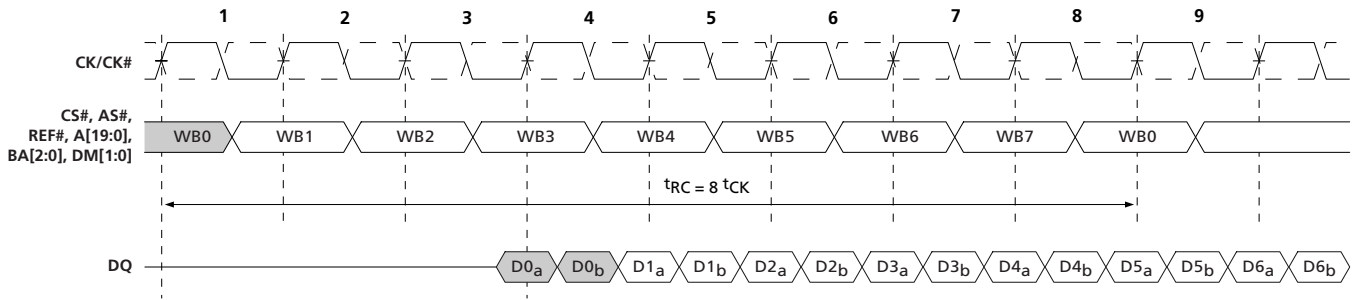 1 2 3 4 5 6 7 8 9
CK/CK#
CS#, AS#,
REF#, A[19:0],
BA[2:0], DM[1:0]
WB0 WB1 WB2 WB3 WB4 WB5 WB6 WB7 WB0
tRC = 8 tCK
DQ
D0a D0b D1a D1b D2a D2b D3a D3b D4a D4b D5a D5b D6a D6b